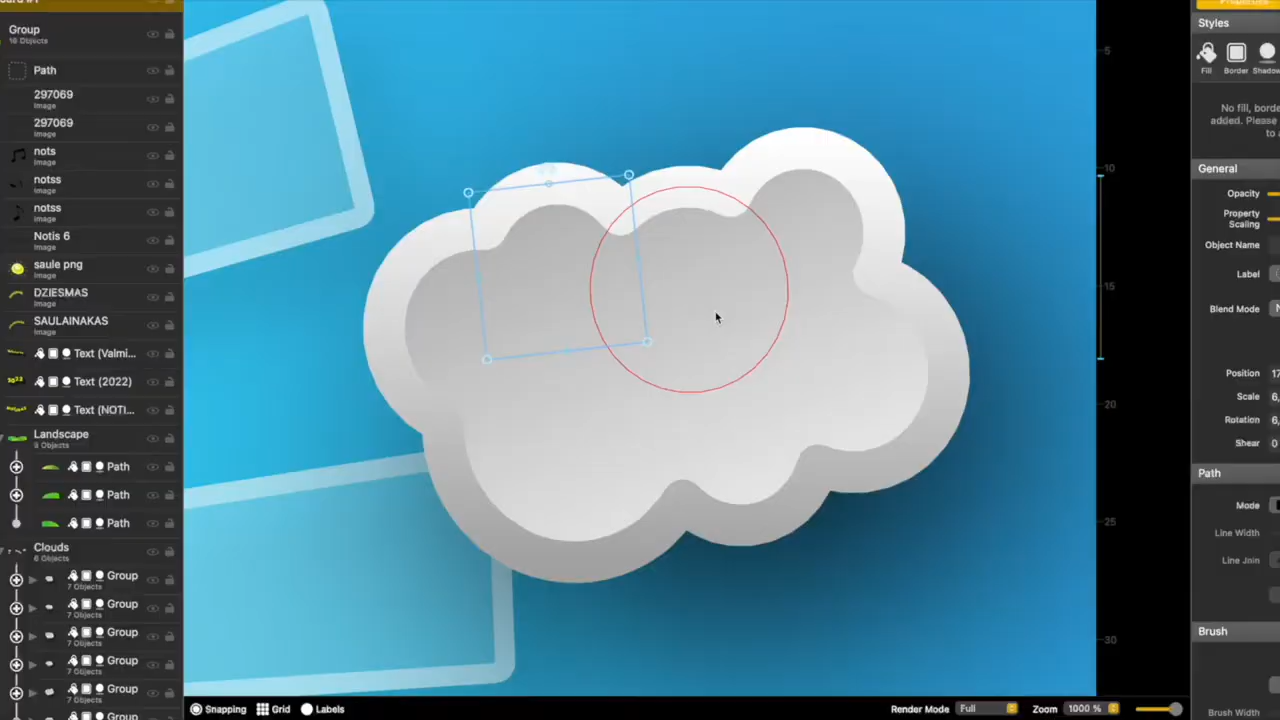 Group
16 Objects
Path
297069
Image
297069
Image
nots
Image
notss
Image
notss
Image
Notis 6
Image
saule png
Image
DZIESMAS
Image
SAULAINAKAS
Image
Text (Valmi...
Text (2022)
Text (NOTI...
Landscape
3 Objects
Path
Path
Path
Clouds
6 Objects
Group
7 Objects
Group
7 Objects
Group
7 Objects
Group
7 Objects
Group
7 Objects
Group
5
10
15
20
25
30
Snapping
Grid
Labels
Render Mode
Full
Zoom
1000 %
Styles
Fill
Border
Shadow
No fill, border
added. Please
to
General
Opacity
Property
Scaling
Object Name
Label
Blend Mode
Position
17
Scale
6,
Rotation
6,
Shear
0
Path
Mode
Line Width
Line Join
Brush
Brush Width